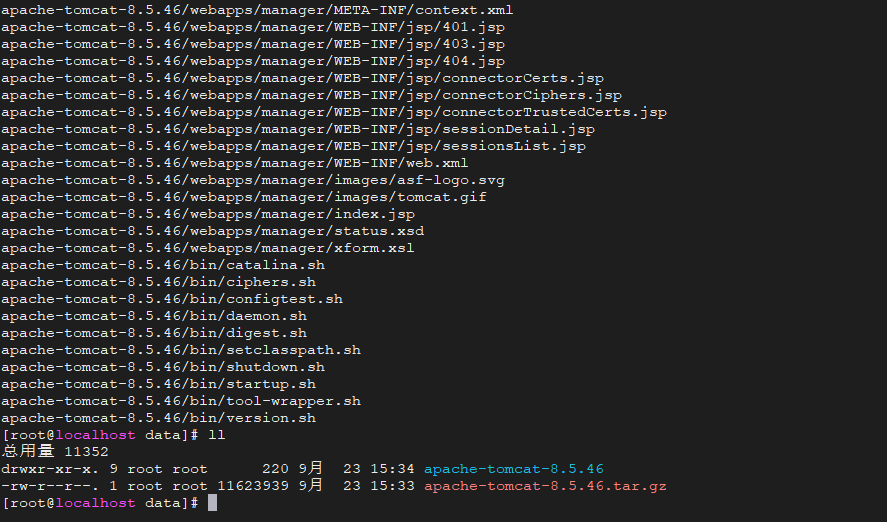 apache-tomcat-8.5.46/webapps/manager/META-INF/context.xml
apache-tomcat-8.5.46/webapps/manager/WEB-INF/jsp/401.jsp
apache-tomcat-8.5.46/webapps/manager/WEB-INF/jsp/403.jsp
apache-tomcat-8.5.46/webapps/manager/WEB-INF/jsp/404.jsp
apache-tomcat-8.5.46/webapps/manager/WEB-INF/jsp/connectorCerts.jsp
apache-tomcat-8.5.46/webapps/manager/WEB-INF/jsp/connectorCiphers.jsp
apache-tomcat-8.5.46/webapps/manager/WEB-INF/jsp/connectorTrustedCerts.jsp
apache-tomcat-8.5.46/webapps/manager/WEB-INF/jsp/sessionDetail.jsp
apache-tomcat-8.5.46/webapps/manager/WEB-INF/jsp/sessionsList.jsp
apache-tomcat-8.5.46/webapps/manager/WEB-INF/web.xml
apache-tomcat-8.5.46/webapps/manager/images/asf-logo.svg
apache-tomcat-8.5.46/webapps/manager/images/tomcat.gif
apache-tomcat-8.5.46/webapps/manager/index.jsp
apache-tomcat-8.5.46/webapps/manager/status.xsd
apache-tomcat-8.5.46/webapps/manager/xform.xsl
apache-tomcat-8.5.46/bin/catalina.sh
apache-tomcat-8.5.46/bin/ciphers.sh
apache-tomcat-8.5.46/bin/configtest.sh
apache-tomcat-8.5.46/bin/daemon.sh
apache-tomcat-8.5.46/bin/digest.sh
apache-tomcat-8.5.46/bin/setclasspath.sh
apache-tomcat-8.5.46/bin/shutdown.sh
apache-tomcat-8.5.46/bin/startup.sh
apache-tomcat-8.5.46/bin/tool-wrapper.sh
apache-tomcat-8.5.46/bin/version.sh
[root@localhost data]# ll
总用量 11352
drwxr-xr-x. 9 root root      220 9月  23 15:34 apache-tomcat-8.5.46
-rw-r--r--. 1 root root 11623939 9月  23 15:33 apache-tomcat-8.5.46.tar.gz
[root@localhost data]#